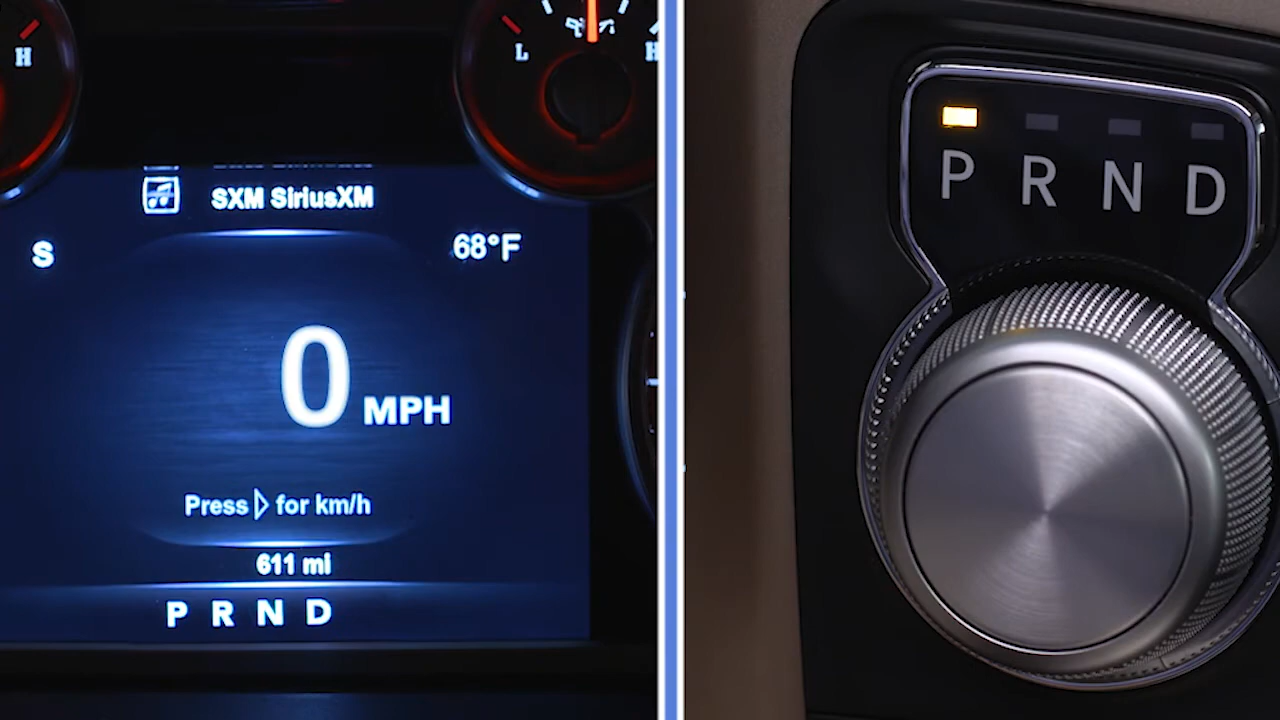 H
L
H
SXM SiriusXM
S
68°F
0 MPH
Press ▷ for km/h
611 mi
P R N D
P R N D